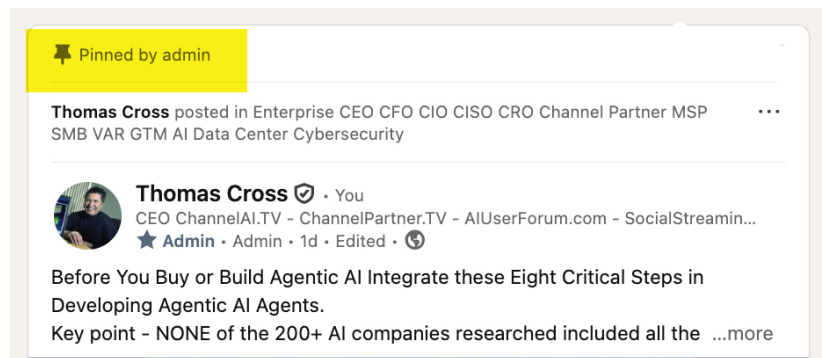 Pinned by admin
Thomas Cross posted in Enterprise CEO CFO CIO CISO CRO Channel Partner MSP
SMB VAR GTM AI Data Center Cybersecurity
Thomas Cross • You
CEO ChannelAI.TV - ChannelPartner.TV - AIUserForum.com - SocialStreamin...
Admin • Admin • 1d • Edited •
Before You Buy or Build Agentic AI Integrate these Eight Critical Steps in
Developing Agentic AI Agents.
Key point - NONE of the 200+ AI companies researched included all the ...more